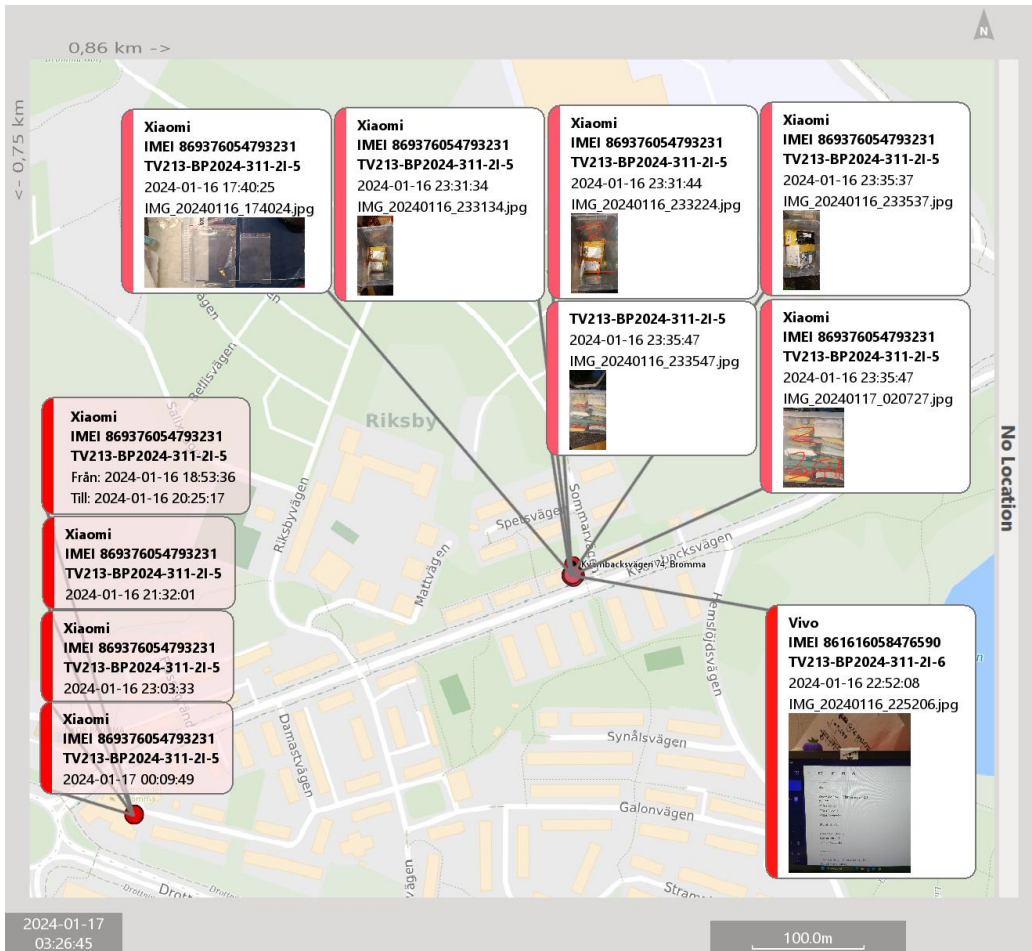 N
0,86 km ->
<- 0,75 km
Xiaomi
IMEI 869376054793231
TV213-BP2024-311-2I-5
2024-01-16 17:40:25
IMG_20240116_174024.jpg
Xiaomi
IMEI 869376054793231
TV213-BP2024-311-2I-5
2024-01-16 23:31:34
IMG_20240116_233134.jpg
Xiaomi
IMEI 869376054793231
TV213-BP2024-311-2I-5
2024-01-16 23:31:44
IMG_20240116_233224.jpg
Xiaomi
IMEI 869376054793231
TV213-BP2024-311-2I-5
2024-01-16 23:35:37
IMG_20240116_233537.jpg
TV213-BP2024-311-2I-5
2024-01-16 23:35:47
IMG_20240116_233547.jpg
Xiaomi
IMEI 869376054793231
TV213-BP2024-311-2I-5
2024-01-16 23:35:47
IMG_20240117_020727.jpg
Bellisvägen
Riksby
Xiaomi
IMEI 869376054793231
TV213-BP2024-311-2I-5
Från: 2024-01-16 18:53:36
Till: 2024-01-16 20:25:17
Xiaomi
IMEI 869376054793231
TV213-BP2024-311-2I-5
2024-01-16 21:32:01
Xiaomi
IMEI 869376054793231
TV213-BP2024-311-2I-5
2024-01-16 23:03:33
Xiaomi
IMEI 869376054793231
TV213-BP2024-311-2I-5
2024-01-17 00:09:49
Riksbyvägen
Mattvägen
Spetsvägen
Sommarvägen
Kvarnbacksvägen
Kvarnbacksvägen 74, Bromma
Hemslöjdsvägen
No Location
Vivo
IMEI 861616058476590
TV213-BP2024-311-2I-6
2024-01-16 22:52:08
IMG_20240116_225206.jpg
Damastvägen
Synålsvägen
Galonvägen
2024-01-17
03:26:45
100.0m